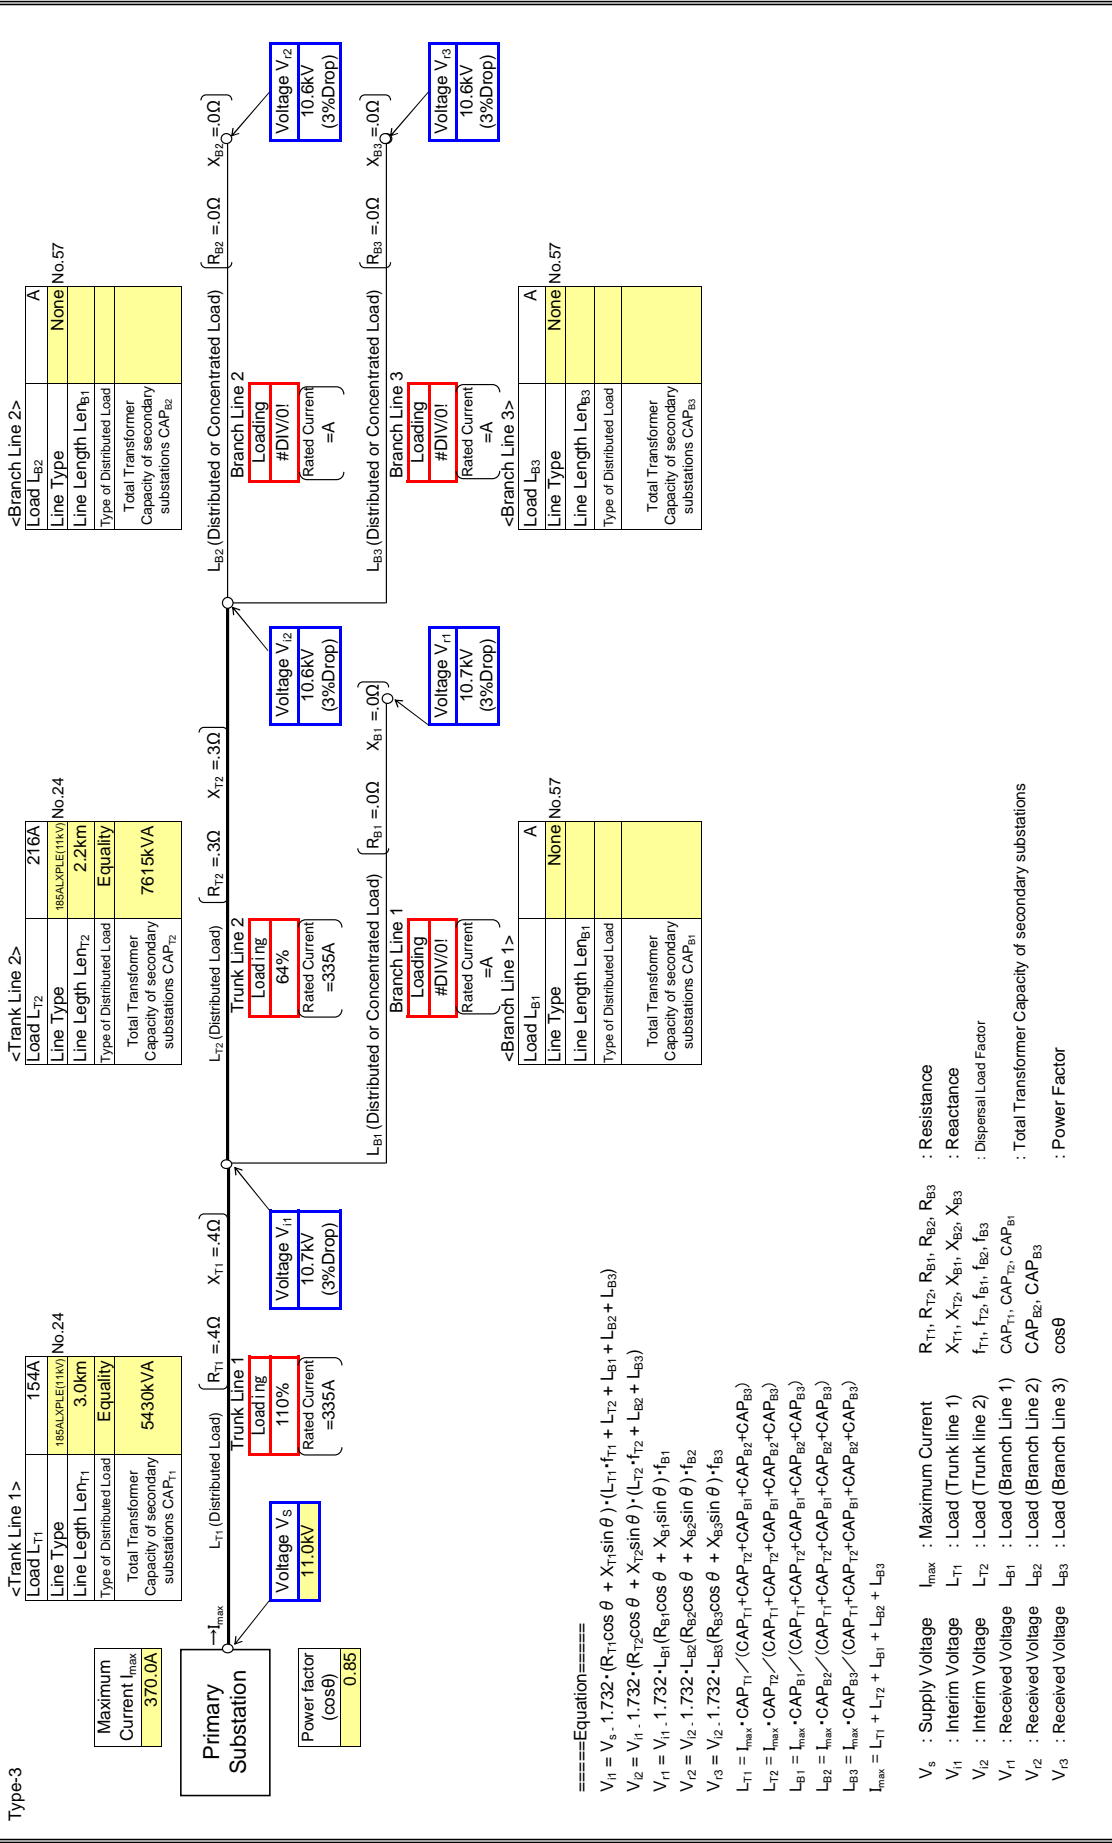 Type-3
Maximum
Current Imax
370.0A
Primary
Substation
→Imax
Power factor
(cosθ)
0.85
Voltage VS
11.0kV
<Trank Line 1>
Load LT1 154A
Line Type 185ALXPLE(11kV) No.24
Line Legth LenT1 3.0km
Type of Distributed Load Equality
Total Transformer
Capacity of secondary
substations CAPT1
5430kVA
LT1 (Distributed Load)
RT1 =.4Ω XT1 =.4Ω
Trunk Line 1
Loading
110%
Rated Current
=335A
Voltage Vi1
10.7kV
(3%Drop)
<Trank Line 2>
Load LT2 216A
Line Type 185ALXPLE(11kV) No.24
Line Legth LenT2 2.2km
Type of Distributed Load Equality
Total Transformer
Capacity of secondary
substations CAPT2
7615kVA
LT2 (Distributed Load)
RT2 =.3Ω XT2 =.3Ω
Trunk Line 2
Loading
64%
Rated Current
=335A
Voltage Vi2
10.6kV
(3%Drop)
LB1 (Distributed or Concentrated Load)
RB1 =.0Ω XB1 =.0Ω
Branch Line 1
Loading
#DIV/0!
Rated Current
=A
Voltage Vr1
10.7kV
(3%Drop)
<Branch Line 1>
Load LB1 A
Line Type None No.57
Line Length LenB1
Type of Distributed Load
Total Transformer
Capacity of secondary
substations CAPB1
<Branch Line 2>
Load LB2 A
Line Type None No.57
Line Length LenB1
Type of Distributed Load
Total Transformer
Capacity of secondary
substations CAPB2
LB2 (Distributed or Concentrated Load)
RB2 =.0Ω XB2 =.0Ω
Branch Line 2
Loading
#DIV/0!
Rated Current
=A
Voltage Vr2
10.6kV
(3%Drop)
LB3 (Distributed or Concentrated Load)
RB3 =.0Ω XB3 =.0Ω
Branch Line 3
Loading
#DIV/0!
Rated Current
=A
Voltage Vr3
10.6kV
(3%Drop)
<Branch Line 3>
Load LB3 A
Line Type None No.57
Line Length LenB3
Type of Distributed Load
Total Transformer
Capacity of secondary
substations CAPB3
=====Equation=====
Vi1 = Vs - 1.732・(RT1cosθ + XT1sinθ)・(LT1・fT1 + LT2 + LB1 + LB2 + LB3)
Vi2 = Vi1 - 1.732・(RT2cosθ + XT2sinθ)・(LT2・fT2 + LB2 + LB3)
Vr1 = Vi1 - 1.732・LB1(RB1cosθ + XB1sinθ)・fB1
Vr2 = Vi2 - 1.732・LB2(RB2cosθ + XB2sinθ)・fB2
Vr3 = Vi2 - 1.732・LB3(RB3cosθ + XB3sinθ)・fB3
LT1 = Imax・CAPT1／(CAPT1+CAPT2+CAPB1+CAPB2+CAPB3)
LT2 = Imax・CAPT2／(CAPT1+CAPT2+CAPB1+CAPB2+CAPB3)
LB1 = Imax・CAPB1／(CAPT1+CAPT2+CAPB1+CAPB2+CAPB3)
LB2 = Imax・CAPB2／(CAPT1+CAPT2+CAPB1+CAPB2+CAPB3)
LB3 = Imax・CAPB3／(CAPT1+CAPT2+CAPB1+CAPB2+CAPB3)
Imax = LT1 + LT2 + LB1 + LB2 + LB3
Vs : Supply Voltage Imax : Maximum Current RT1, RT2, RB1, RB2, RB3 : Resistance
Vi1 : Interim Voltage LT1 : Load (Trunk line 1) XT1, XT2, XB1, XB2, XB3 : Reactance
Vi2 : Interim Voltage LT2 : Load (Trunk line 2) fT1, fT2, fB1, fB2, fB3 : Dispersal Load Factor
Vr1 : Received Voltage LB1 : Load (Branch Line 1) CAPT1, CAPT2, CAPB1 : Total Transformer Capacity of secondary substations
Vr2 : Received Voltage LB2 : Load (Branch Line 2) CAPB2, CAPB3
Vr3 : Received Voltage LB3 : Load (Branch Line 3) cosθ : Power Factor